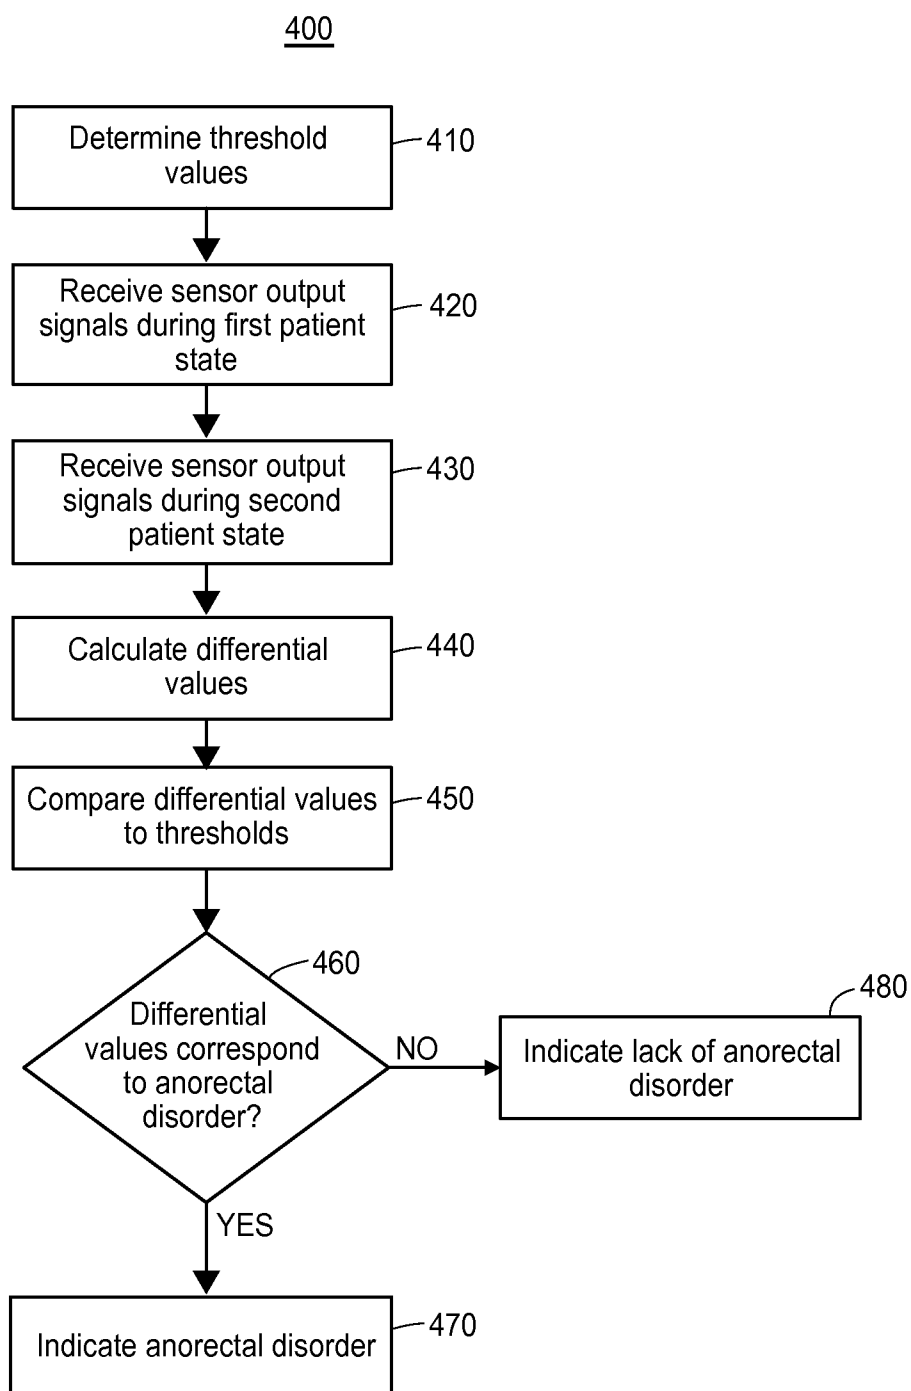 400
Determine threshold
values
410
Receive sensor output
signals during first patient
state
420
Receive sensor output
signals during second
patient state
430
Calculate differential
values
440
Compare differential values
to thresholds
450
460
Differential
values correspond
to anorectal
disorder?
NO
480
Indicate lack of anorectal
disorder
YES
Indicate anorectal disorder
470